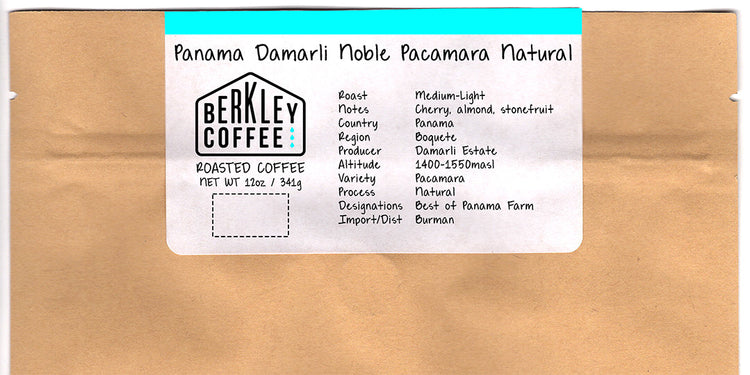 Panama Damarli Noble Pacamara Natural
BERKLEY
COFFEE
ROASTED COFFEE
NET WT 12oz / 341g
Roast Medium-Light
Notes Cherry, almond, stonefruit
Country Panama
Region Boquete
Producer Damarli Estate
Altitude 1400-1550masl
Variety Pacamara
Process Natural
Designations Best of Panama Farm
Import/Dist Burman